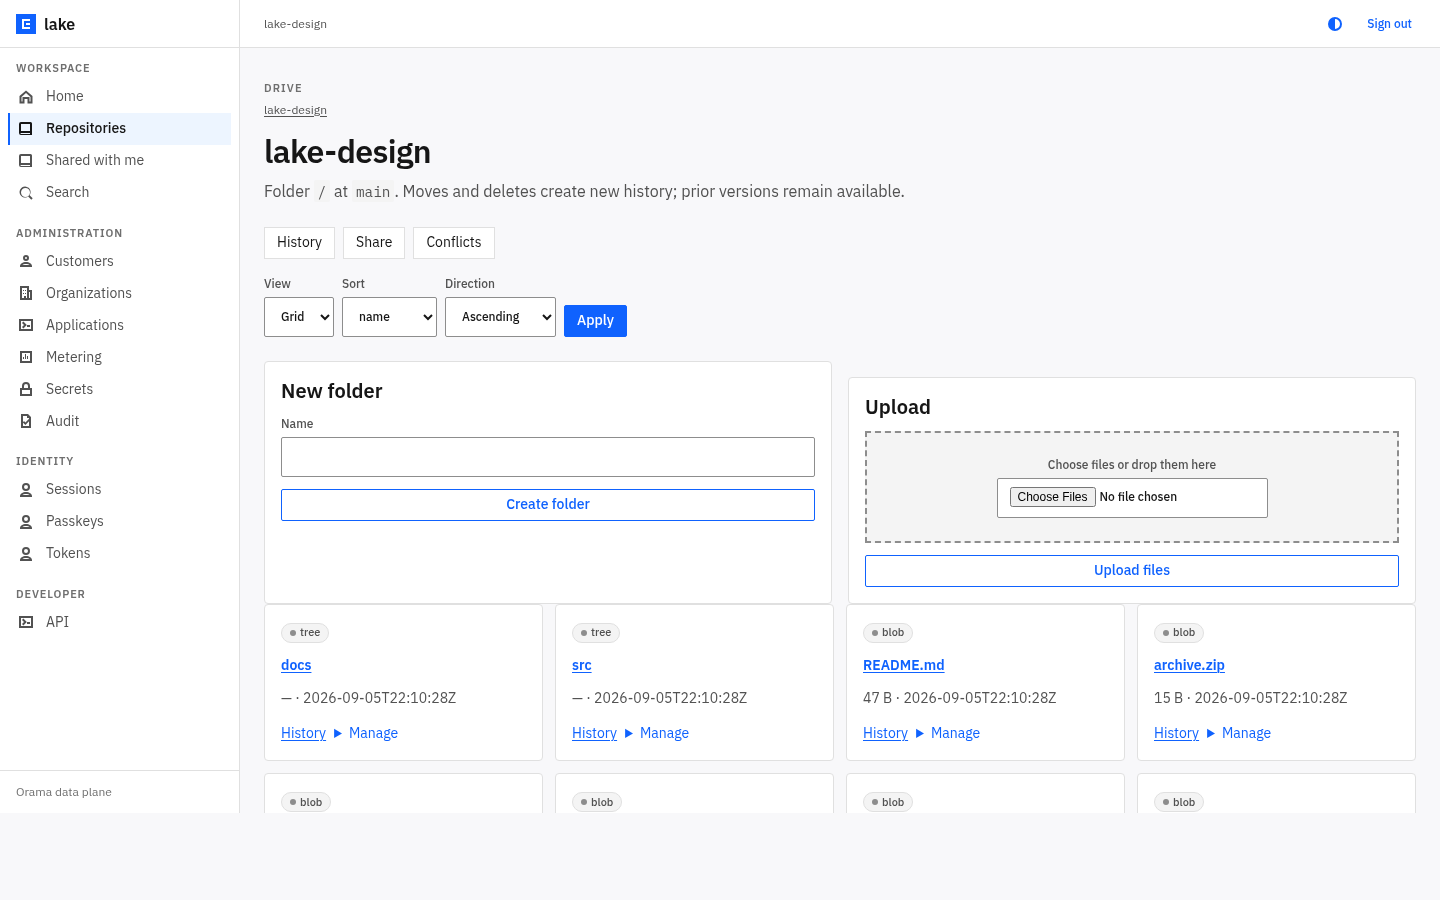 lake
lake-design
Sign out
WORKSPACE
Home
Repositories
Shared with me
Search
ADMINISTRATION
Customers
Organizations
Applications
Metering
Secrets
Audit
IDENTITY
Sessions
Passkeys
Tokens
DEVELOPER
API
Orama data plane
DRIVE
lake-design
lake-design
Folder / at main. Moves and deletes create new history; prior versions remain available.
History Share Conflicts
View Sort Direction
Grid name Ascending Apply
New folder
Name
Create folder
Upload
Choose files or drop them here
Choose Files No file chosen
Upload files
tree
docs
— · 2026-09-05T22:10:28Z
History ▶ Manage
tree
src
— · 2026-09-05T22:10:28Z
History ▶ Manage
blob
README.md
47 B · 2026-09-05T22:10:28Z
History ▶ Manage
blob
archive.zip
15 B · 2026-09-05T22:10:28Z
History ▶ Manage
blob
blob
blob
blob